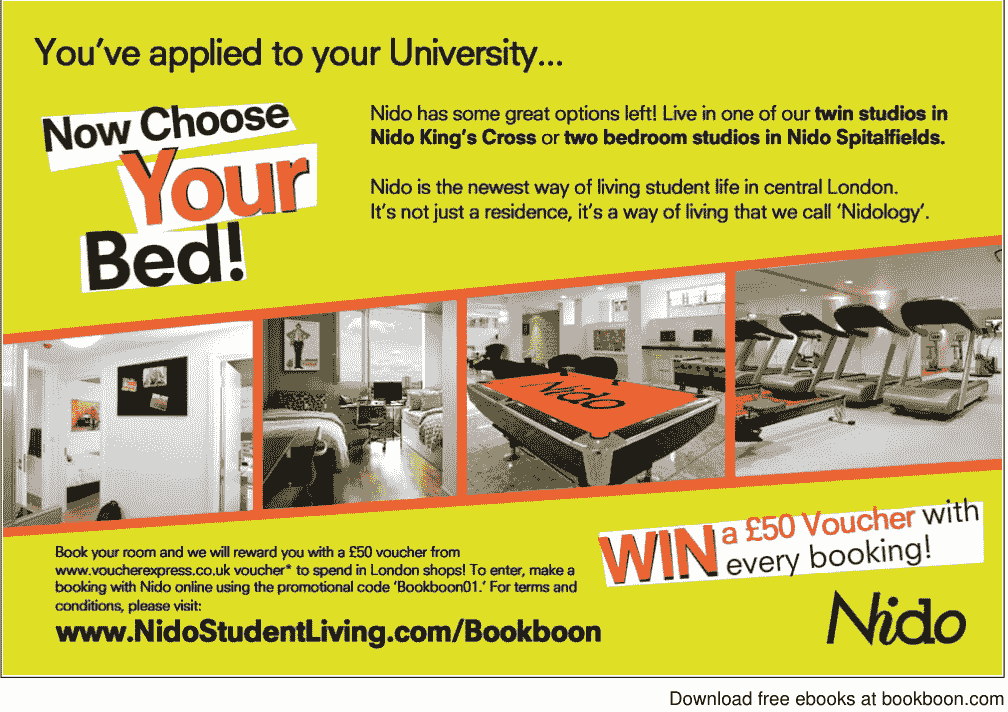 You've applied to your University...
Now Choose
Your
Bed!
Nido has some great options left! Live in one of our twin studios in
Nido King's Cross or two bedroom studios in Nido Spitalfields.
Nido is the newest way of living student life in central London.
It's not just a residence, it's a way of living that we call 'Nidology'.
Nido
Book your room and we will reward you with a £50 voucher from
www.voucherexpress.co.uk voucher* to spend in London shops! To enter, make a
booking with Nido online using the promotional code 'Bookboon01.' For terms and
conditions, please visit:
www.NidoStudentLiving.com/Bookboon
WIN a £50 Voucher with
every booking!
Nido
Download free ebooks at bookboon.com